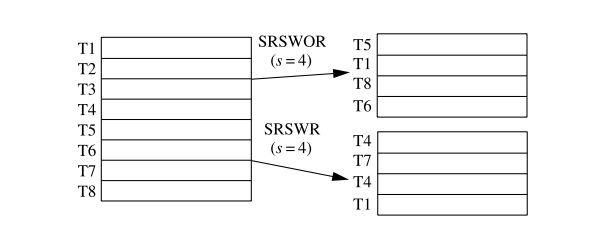 T1
T2
T3
T4
T5
T6
T7
T8
SRSWOR
(s = 4)
SRSWR
(s = 4)
T5
T1
T8
T6
T4
T7
T4
T1